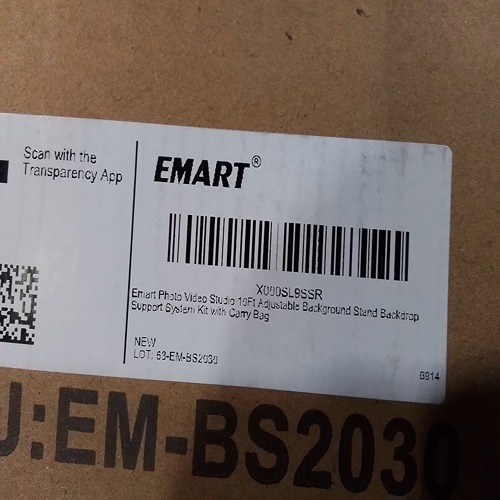 Scan with the
Transparency App
EMART®
X000SL9SSR
Emart Photo Video Studio 10Ft Adjustable Background Stand Backdrop
Support System Kit with Carry Bag
NEW
LOT: 53-EM-BS2030
6914
U:EM-BS2030